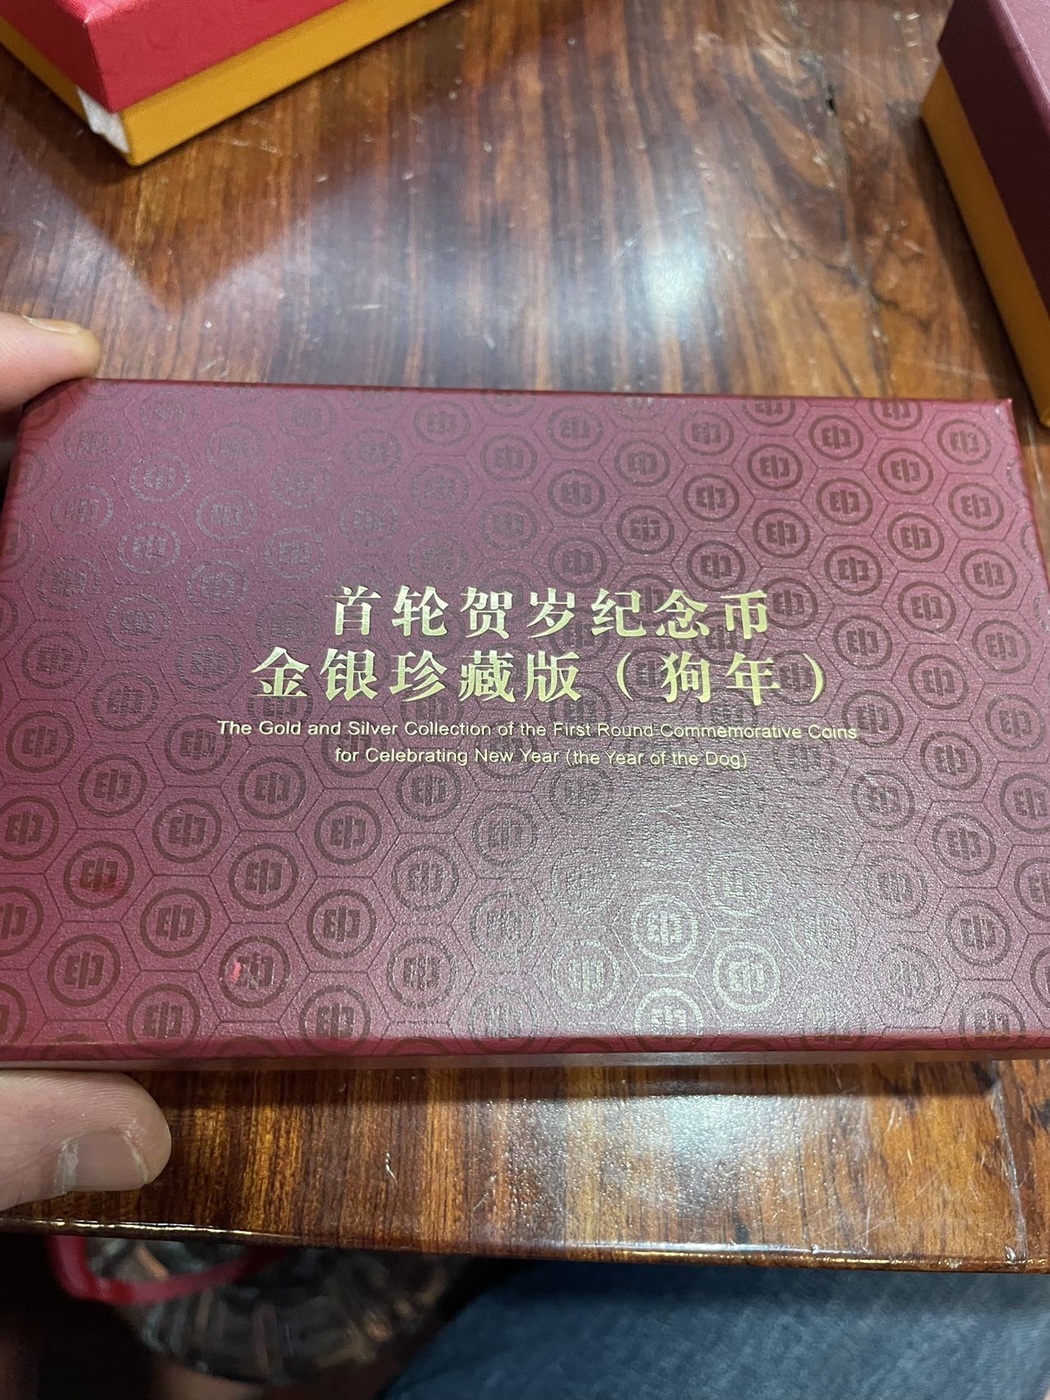 首轮贺岁纪念币
金银珍藏版（狗年）
The Gold and Silver Collection of the First Round Commemorative Coins
for Celebrating New Year (the Year of the Dog)